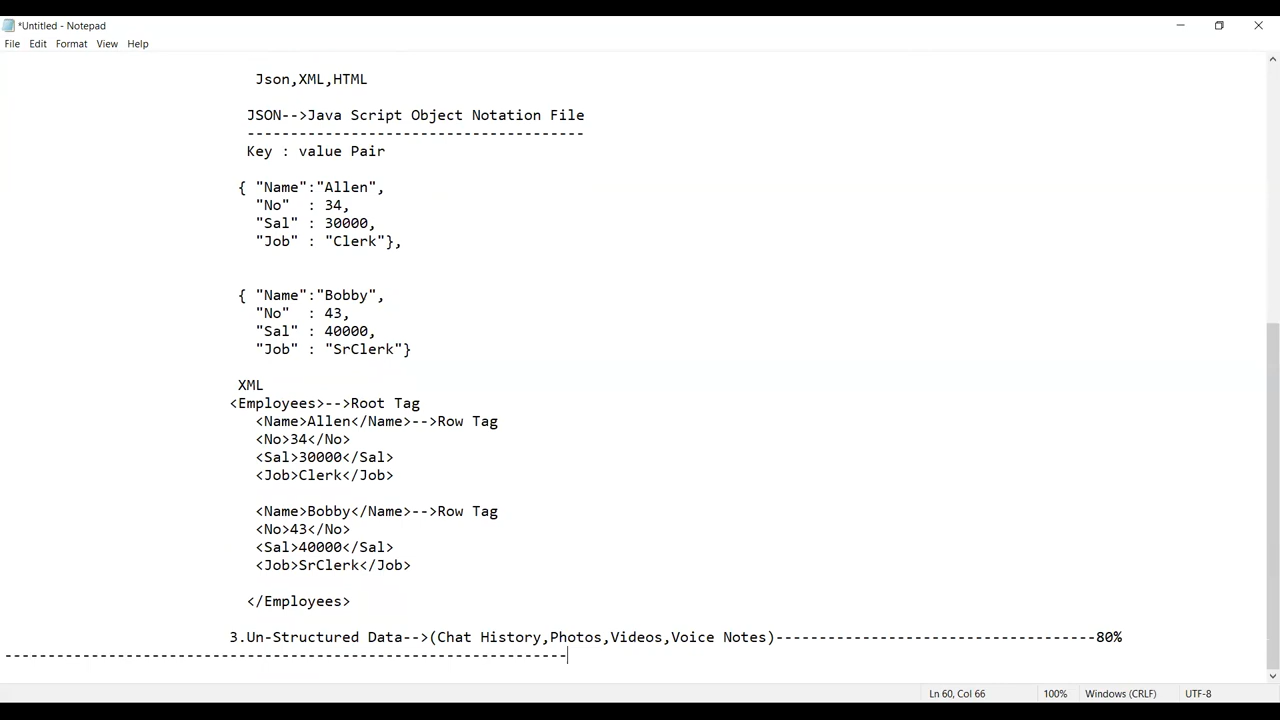 *Untitled - Notepad
File Edit Format View Help
Json,XML,HTML
JSON-->Java Script Object Notation File
---------------------------------------
Key : value Pair
{ "Name":"Allen",
"No"  : 34,
"Sal" : 30000,
"Job" : "Clerk"},
{ "Name":"Bobby",
"No"  : 43,
"Sal" : 40000,
"Job" : "SrClerk"}
XML
<Employees>-->Root Tag
<Name>Allen</Name>-->Row Tag
<No>34</No>
<Sal>30000</Sal>
<Job>Clerk</Job>
<Name>Bobby</Name>-->Row Tag
<No>43</No>
<Sal>40000</Sal>
<Job>SrClerk</Job>
</Employees>
3.Un-Structured Data-->(Chat History,Photos,Videos,Voice Notes)-------------------------------------80%
-----------------------------------------------------------------
Ln 60, Col 66 100% Windows (CRLF) UTF-8